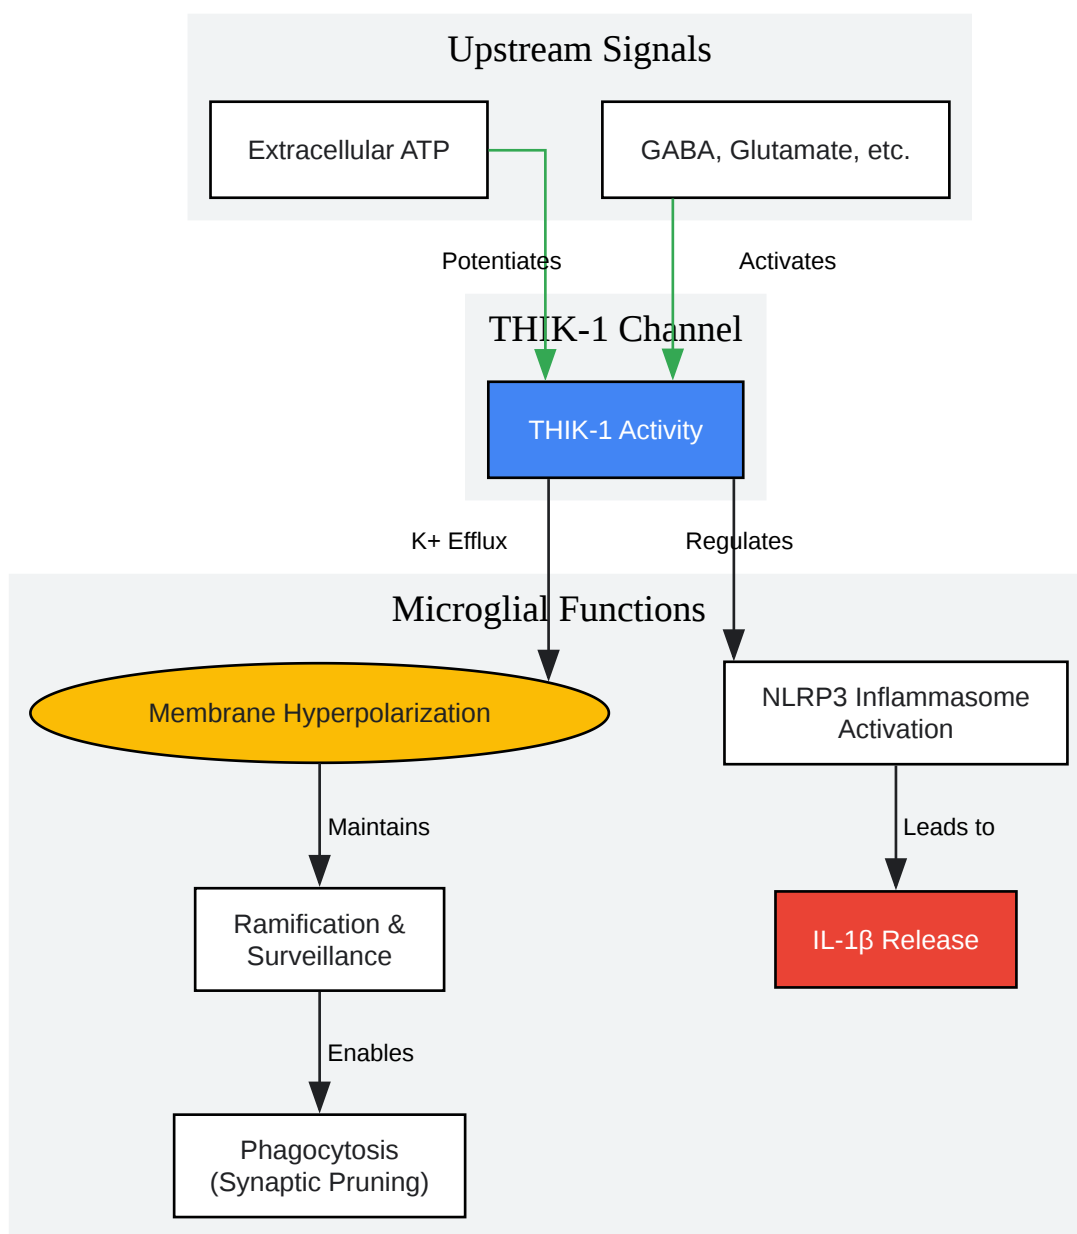 Upstream Signals
Extracellular ATP
GABA, Glutamate, etc.
Potentiates
Activates
THIK-1 Channel
THIK-1 Activity
K+ Efflux
Regulates
Microglial Functions
Membrane Hyperpolarization
NLRP3 Inflammasome
Activation
Maintains
Leads to
Ramification &
Surveillance
IL-1β Release
Enables
Phagocytosis
(Synaptic Pruning)